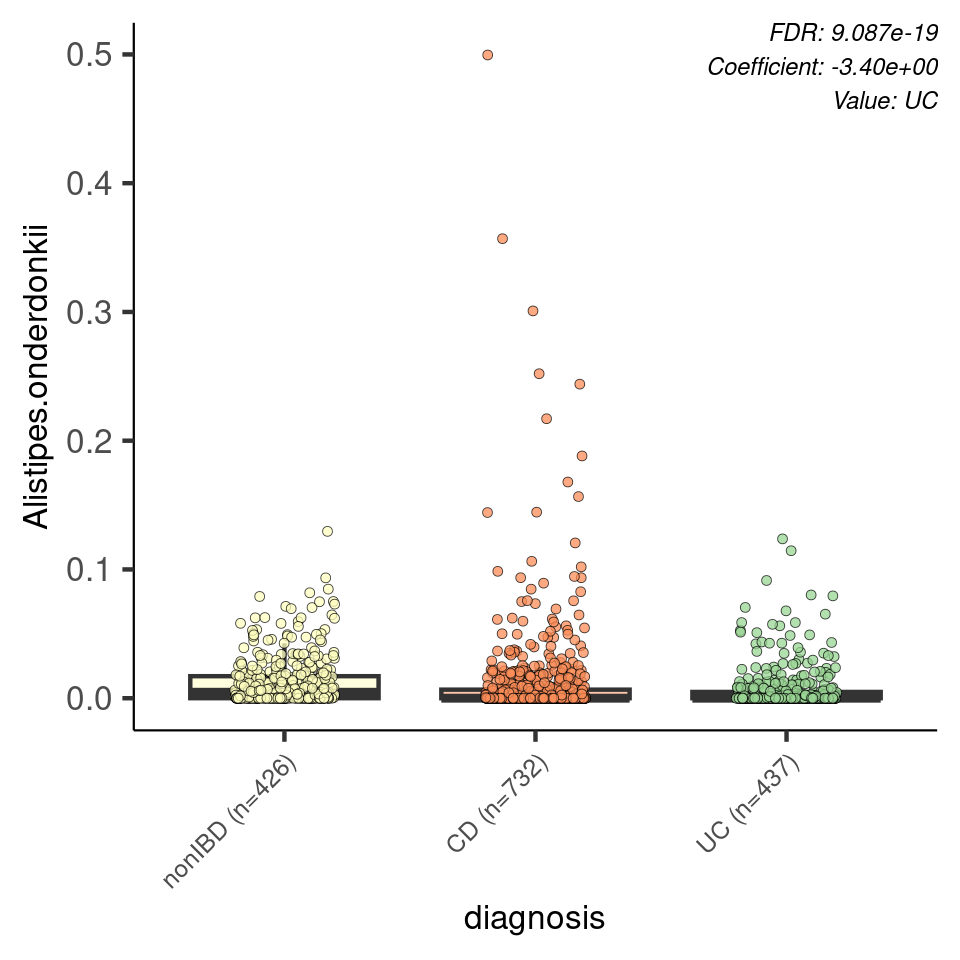 FDR: 9.087e-19
Coefficient: -3.40e+00
Value: UC
0.5
0.4
0.3
0.2
0.1
0.0
Alistipes.onderdonkii
nonIBD (n=426)
CD (n=732)
UC (n=437)
diagnosis